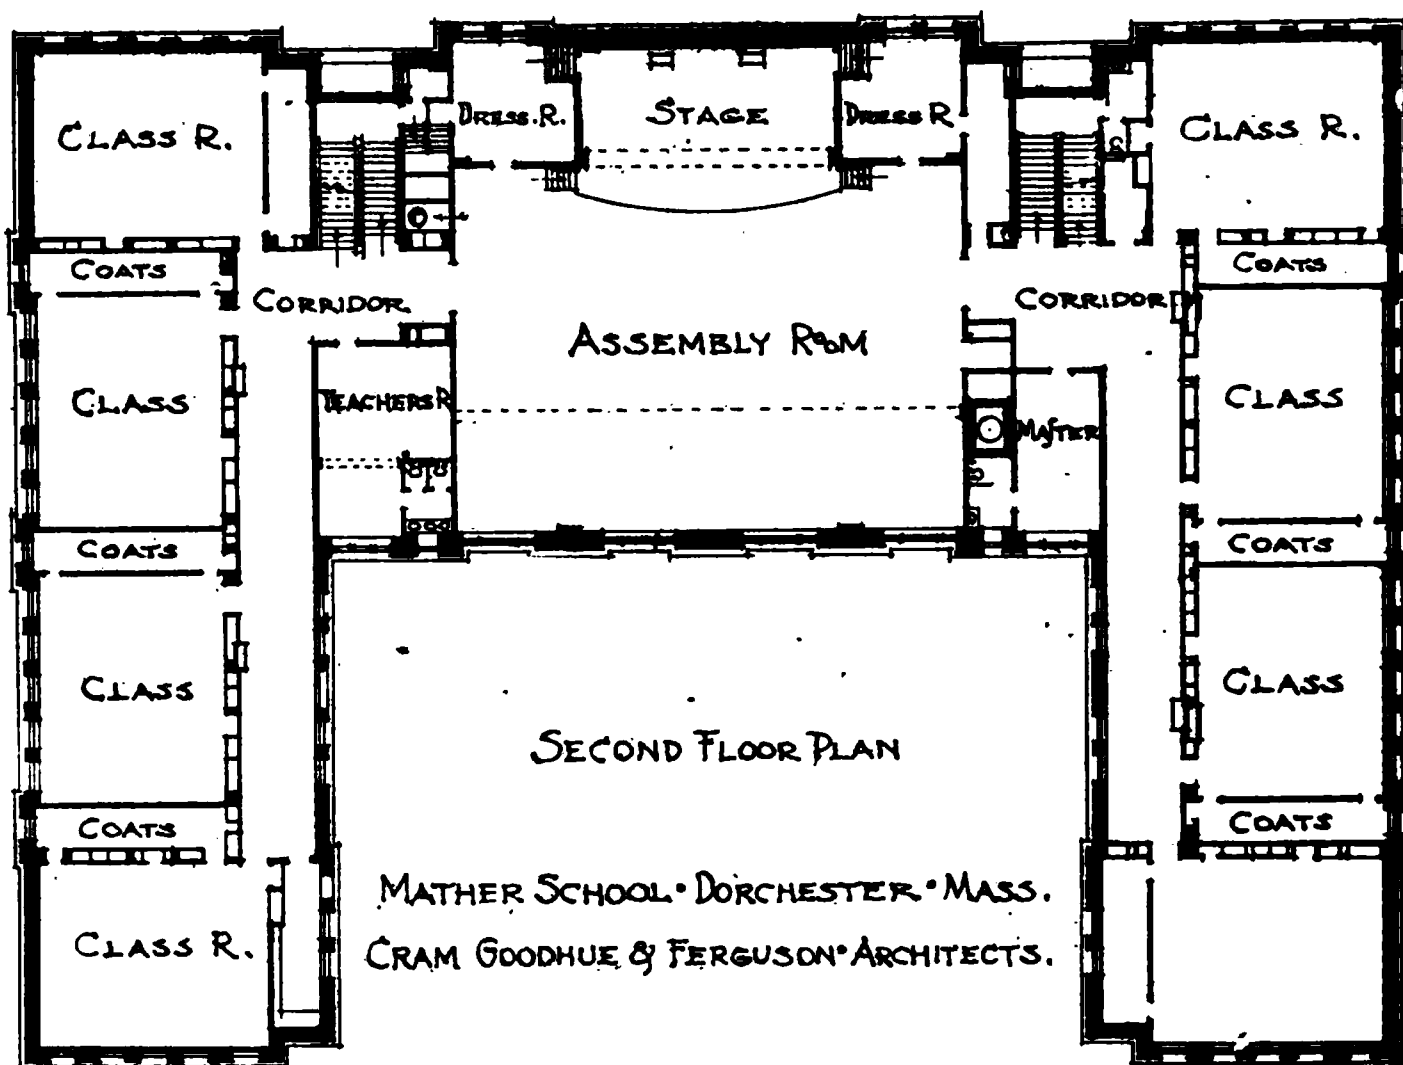 CLASS R.
DRESS. R.
STAGE
DRESS R
CLASS R.
COATS
COATS
CORRIDOR
CORRIDOR
ASSEMBLY ROOM
CLASS
TEACHERS R
MASTER
CLASS
COATS
COATS
CLASS
CLASS
SECOND FLOOR PLAN
COATS
COATS
MATHER SCHOOL · DORCHESTER · MASS.
CLASS R.
CRAM GOODHUE & FERGUSON · ARCHITECTS.